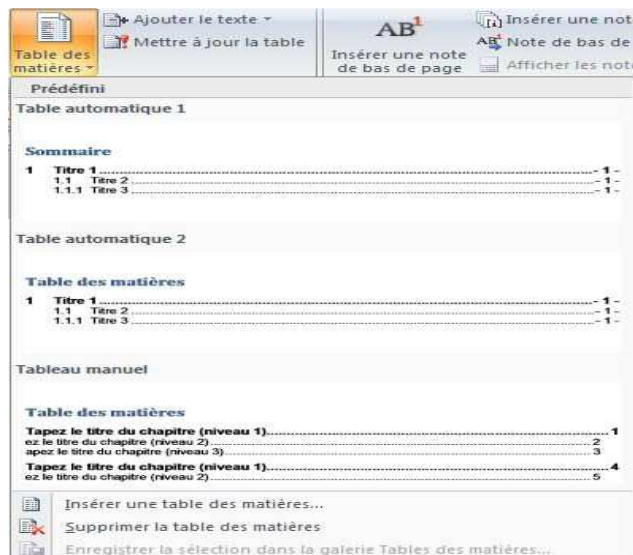 Table des matières
Ajouter le texte
Mettre à jour la table
AB¹
Insérer une note de bas de page
Insérer une not
AB Note de bas de
Afficher les note
Prédéfini
Table automatique 1
Sommaire
1 Titre 1 - 1 -
1.1 Titre 2 - 1 -
1.1.1 Titre 3 - 1 -
Table automatique 2
Table des matières
1 Titre 1 - 1 -
1.1 Titre 2 - 1 -
1.1.1 Titre 3 - 1 -
Tableau manuel
Table des matières
Tapez le titre du chapitre (niveau 1) 1
ez le titre du chapitre (niveau 2) 2
apez le titre du chapitre (niveau 3) 3
Tapez le titre du chapitre (niveau 1) 4
ez le titre du chapitre (niveau 2) 5
Insérer une table des matières...
Supprimer la table des matières
Enregistrer la sélection dans la galerie Tables des matières...